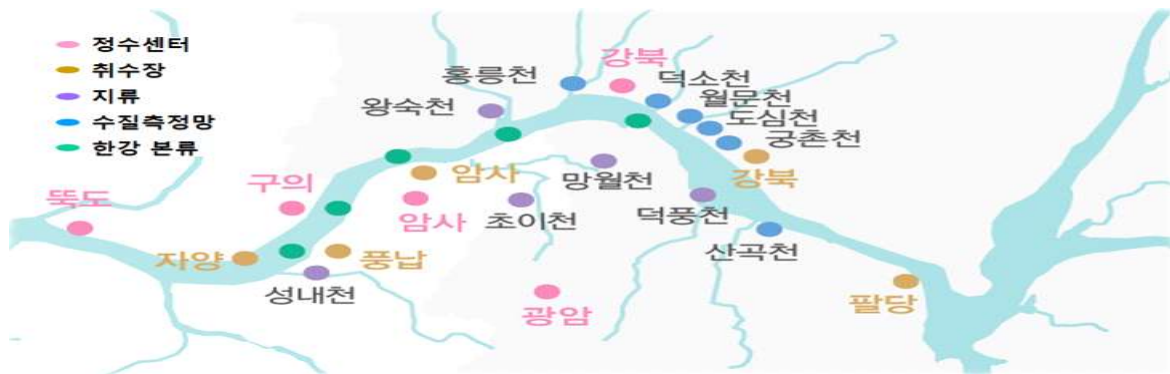 정수센터
취수장
지류
수질측정망
한강 본류
강북
홍릉천
덕소천
왕숙천
월문천
도심천
궁촌천
암사
망월천
강북
구의
뚝도
암사
초이천
덕풍천
자양
풍납
산곡천
성내천
광암
팔당